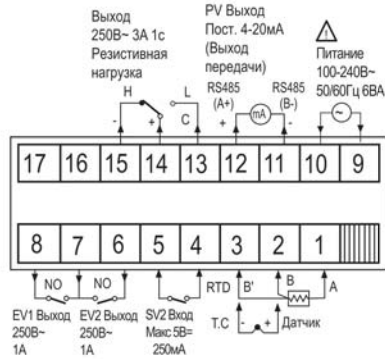 Выход
250В~ 3А 1с
Резистивная
нагрузка
PV Выход
Пост. 4-20мА
(Выход
передачи)
Питание
100-240В~
50/60Гц 6ВА
H
L
C
RS485
(A+)
mA
RS485
(B-)
~
- + + -
17 16 15 14 13 12 11 10 9
8 7 6 5 4 3 2 1
NO
NO
RTD
B'
B
A
EV1 Выход
250В~
1А
EV2 Выход
250В~
1А
SV2 Вход
Макс 5В=
250мА
T.C
- +
Датчик